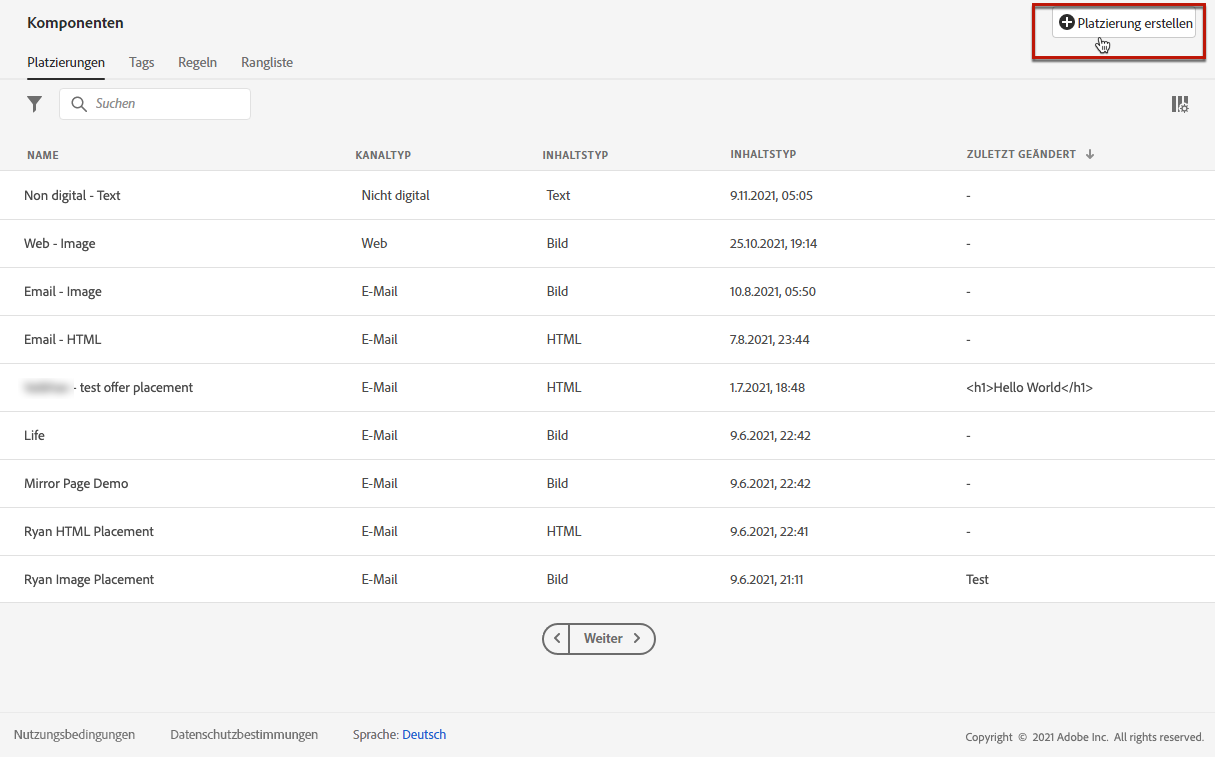 Komponenten
Platzierung erstellen
Platzierungen Tags Regeln Rangliste
Suchen
NAME KANALTYP INHALTSTYP INHALTSTYP ZULETZT GEÄNDERT
Non digital - Text Nicht digital Text 9.11.2021, 05:05 -
Web - Image Web Bild 25.10.2021, 19:14 -
Email - Image E-Mail Bild 10.8.2021, 05:50 -
Email - HTML E-Mail HTML 7.8.2021, 23:44 -
- test offer placement E-Mail HTML 1.7.2021, 18:48 <h1>Hello World</h1>
Life E-Mail Bild 9.6.2021, 22:42 -
Mirror Page Demo E-Mail Bild 9.6.2021, 22:42 -
Ryan HTML Placement E-Mail HTML 9.6.2021, 22:41 -
Ryan Image Placement E-Mail Bild 9.6.2021, 21:11 Test
Weiter
Nutzungsbedingungen Datenschutzbestimmungen Sprache: Deutsch Copyright © 2021 Adobe Inc. All rights reserved.